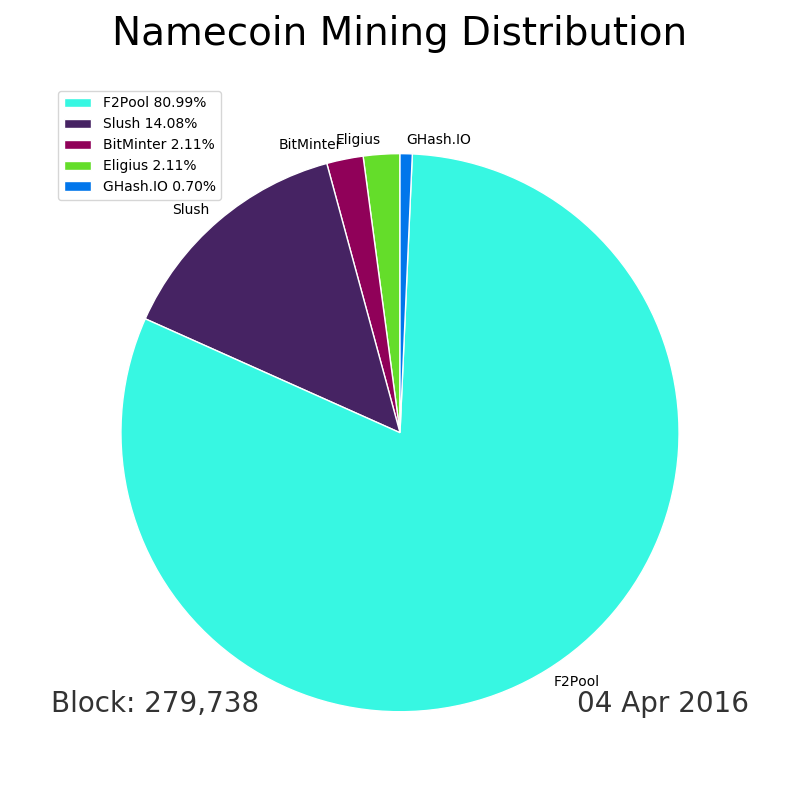 Namecoin Mining Distribution
F2Pool 80.99%
Slush 14.08%
BitMinter 2.11%
Eligius 2.11%
GHash.IO 0.70%
BitMinter
Eligius
GHash.IO
Slush
F2Pool
Block: 279,738
04 Apr 2016